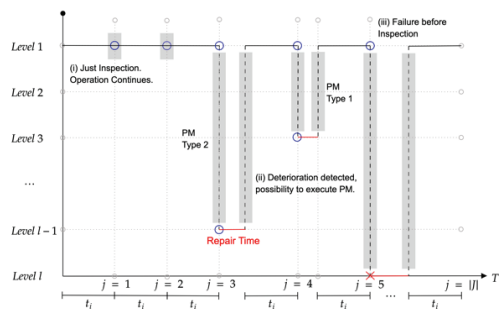 (iii) Failure before
Inspection
Level 1
(i) Just Inspection.
Operation Continues.
Level 2
PM
Type 1
Level 3
PM
Type 2
(ii) Deterioration detected,
possibility to execute PM.
...
Level l − 1
Repair Time
Level l
T
j = 1
j = 2
j = 3
j = 4
j = 5
j = |J|
t_i
t_i
t_i
t_i
t_i
...
t_i